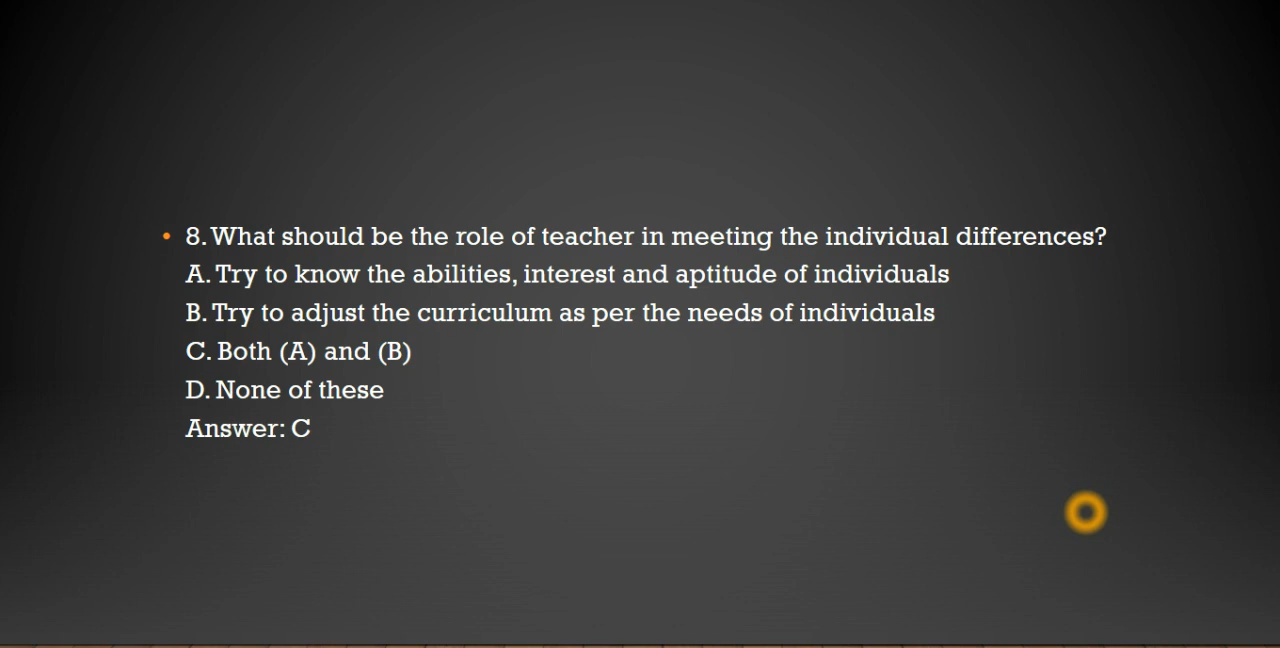 • 8. What should be the role of teacher in meeting the individual differences?
A. Try to know the abilities, interest and aptitude of individuals
B. Try to adjust the curriculum as per the needs of individuals
C. Both (A) and (B)
D. None of these
Answer: C